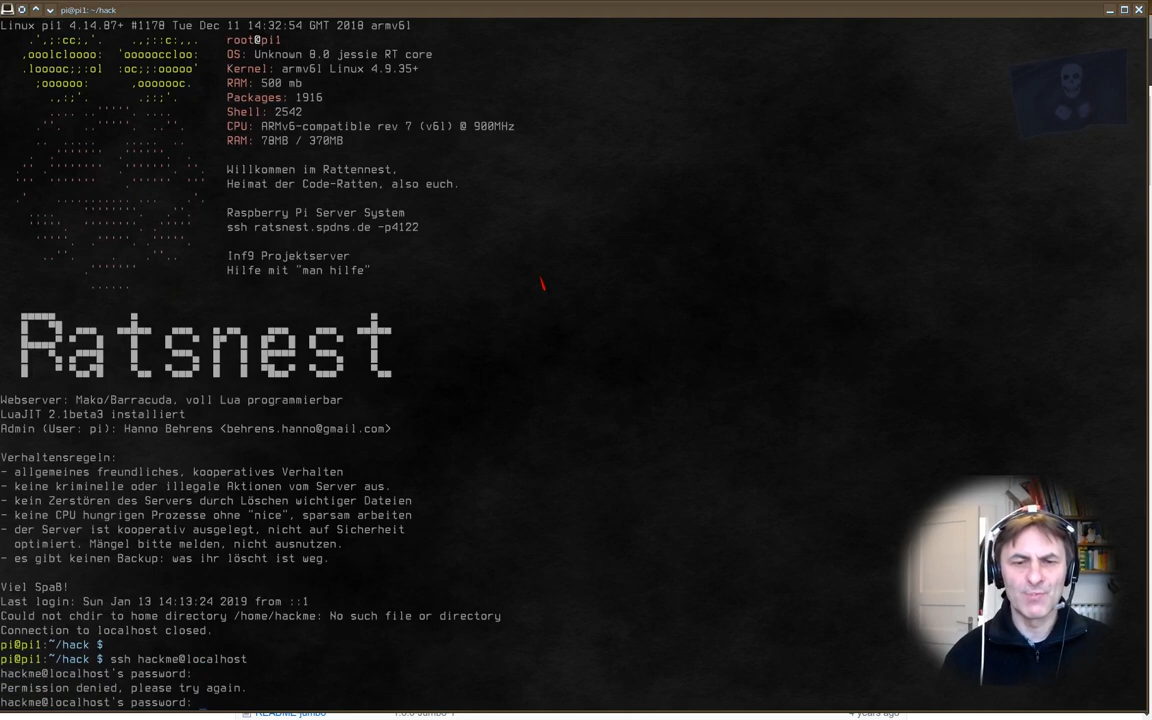 pi@pi1: ~/hack
Linux pi1 4.14.87+ #1178 Tue Dec 11 14:32:54 GMT 2018 armv6l
root@pi1
OS: Unknown 8.0 jessie RT core
Kernel: armv6l Linux 4.9.35+
RAM: 500 mb
Packages: 1916
Shell: 2542
CPU: ARMv6-compatible rev 7 (v6l) @ 900MHz
RAM: 78MB / 370MB
Willkommen im Rattennest,
Heimat der Code-Ratten, also euch.
Raspberry Pi Server System
ssh ratsnest.spdns.de -p4122
Inf9 Projektserver
Hilfe mit "man hilfe"
Ratsnest
Webserver: Mako/Barracuda, voll Lua programmierbar
LuaJIT 2.1beta3 installiert
Admin (User: pi): Hanno Behrens <behrens.hanno@gmail.com>
Verhaltensregeln:
- allgemeines freundliches, kooperatives Verhalten
- keine kriminelle oder illegale Aktionen vom Server aus.
- kein Zerstören des Servers durch Löschen wichtiger Dateien
- keine CPU hungrigen Prozesse ohne "nice", sparsam arbeiten
- der Server ist kooperativ ausgelegt, nicht auf Sicherheit
optimiert. Mängel bitte melden, nicht ausnutzen.
- es gibt keinen Backup: was ihr löscht ist weg.
Viel Spaß!
Last login: Sun Jan 13 14:13:24 2019 from ::1
Could not chdir to home directory /home/hackme: No such file or directory
Connection to localhost closed.
pi@pi1:~/hack $
pi@pi1:~/hack $ ssh hackme@localhost
hackme@localhost's password:
Permission denied, please try again.
hackme@localhost's password:
README-jumbo
4 years ago